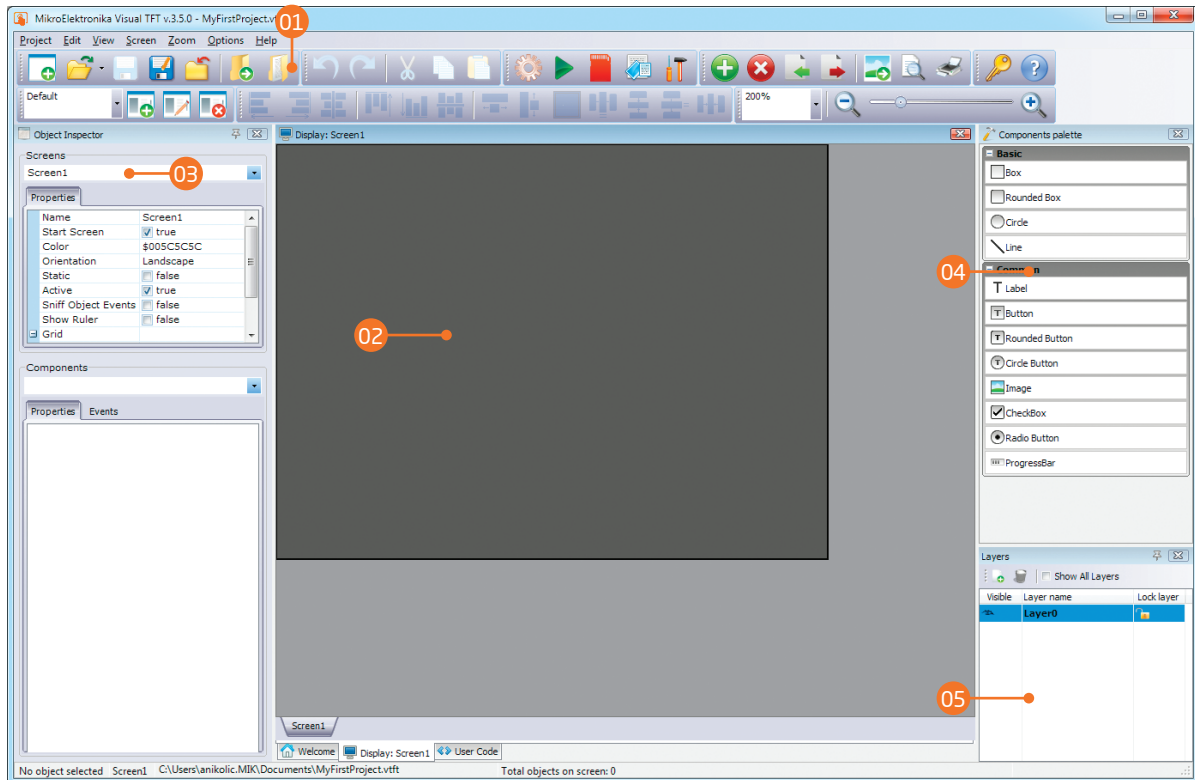 MikroElektronika Visual TFT v.3.5.0 - MyFirstProject.vt
01
Project Edit View Screen Zoom Options Help
Default
200%
Object Inspector
Display: Screen1
Components palette
Screens
Screen1
03
Properties
Name Screen1
Start Screen true
Color $005C5C5C
Orientation Landscape
Static false
Active true
Sniff Object Events false
Show Ruler false
Grid
02
Components
Properties Events
Basic
Box
Rounded Box
Circle
Line
04
T Label
T Button
T Rounded Button
T Circle Button
Image
CheckBox
Radio Button
ProgressBar
Layers
Show All Layers
Visible Layer name Lock layer
Layer0
05
Screen1
Welcome Display: Screen1 User Code
No object selected Screen1 C:\Users\anikolic.MIK\Documents\MyFirstProject.vtft Total objects on screen: 0